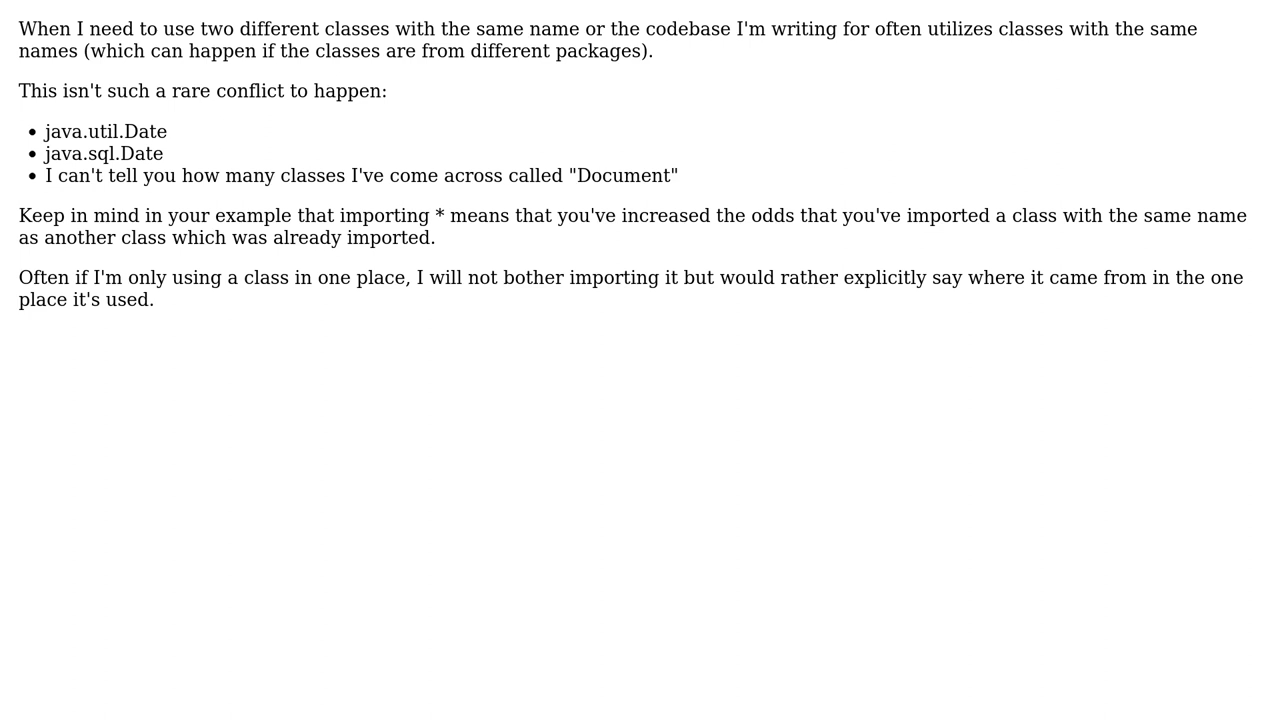 When I need to use two different classes with the same name or the codebase I'm writing for often utilizes classes with the same
names (which can happen if the classes are from different packages).
This isn't such a rare conflict to happen:
• java.util.Date
• java.sql.Date
• I can't tell you how many classes I've come across called "Document"
Keep in mind in your example that importing * means that you've increased the odds that you've imported a class with the same name
as another class which was already imported.
Often if I'm only using a class in one place, I will not bother importing it but would rather explicitly say where it came from in the one
place it's used.